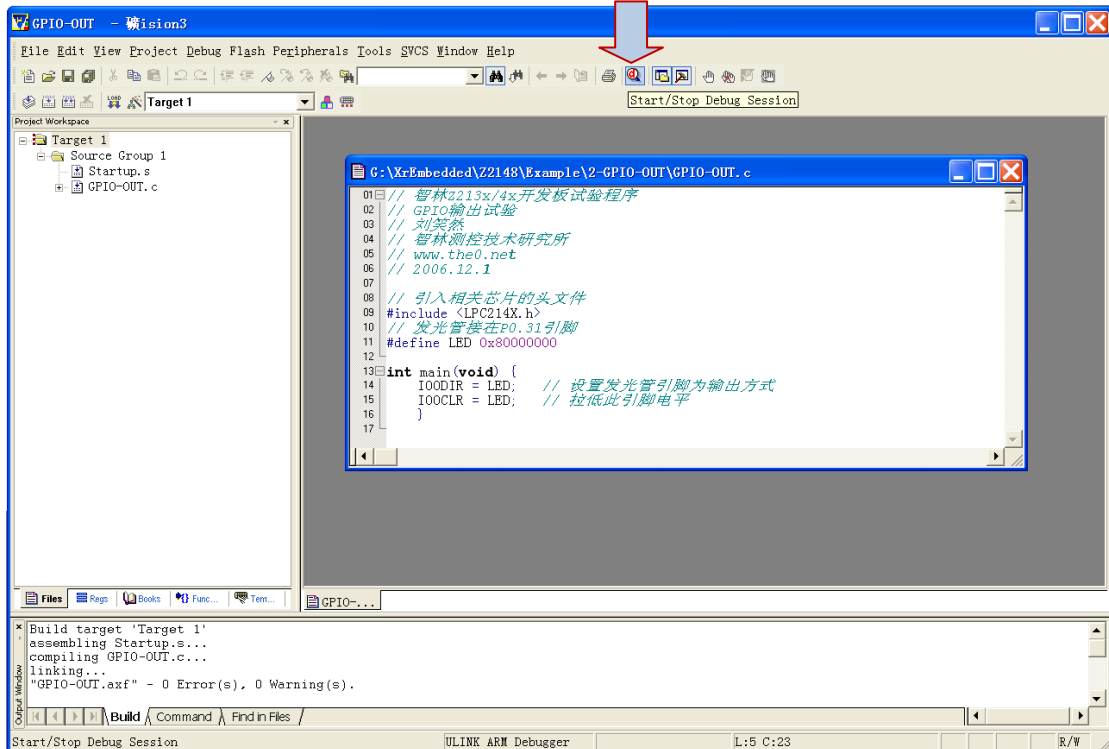 GPIO-OUT - 礦ision3
File Edit View Project Debug Flash Peripherals Tools SVCS Window Help
LOAD Target 1
Start/Stop Debug Session
Project Workspace
Target 1
Source Group 1
Startup.s
GPIO-OUT.c
G:\XrEmbedded\Z2148\Example\2-GPIO-OUT\GPIO-OUT.c
01 // 智林Z213x/4x开发板试验程序
02 // GPIO输出试验
03 // 刘笑然
04 // 智林测控技术研究所
05 // www.the0.net
06 // 2006.12.1
07
08 // 引入相关芯片的头文件
09 #include <LPC214X.h>
10 // 发光管接在P0.31引脚
11 #define LED 0x80000000
12
13 int main(void) {
14 IO0DIR = LED; // 设置发光管引脚为输出方式
15 IO0CLR = LED; // 拉低此引脚电平
16 }
17
Files Regs Books {} Func... Tem...
GPIO-...
Output Window
Build target 'Target 1'
assembling Startup.s...
compiling GPIO-OUT.c...
linking...
"GPIO-OUT.axf" - 0 Error(s), 0 Warning(s).
Build Command Find in Files
Start/Stop Debug Session ULINK ARM Debugger L:5 C:23 R/W